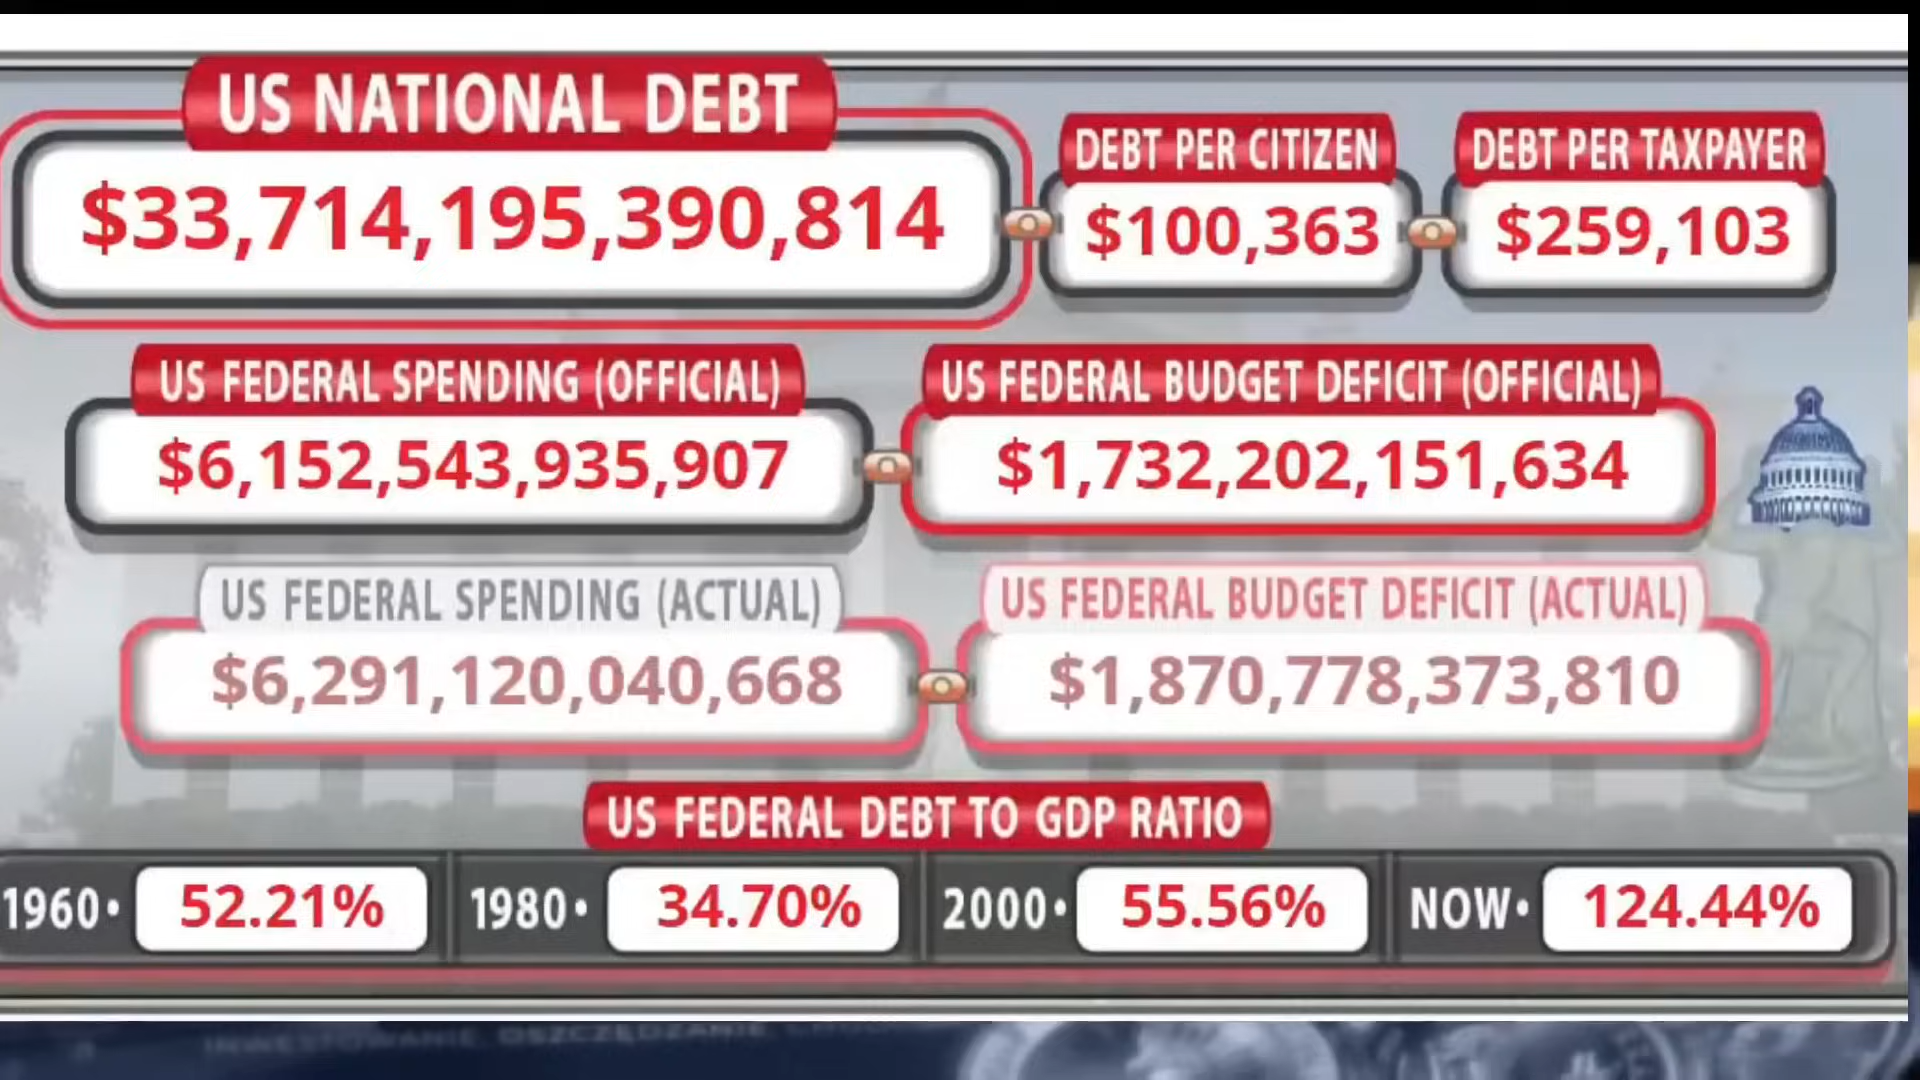 US NATIONAL DEBT
$33,714,195,390,814
DEBT PER CITIZEN
$100,363
DEBT PER TAXPAYER
$259,103
US FEDERAL SPENDING (OFFICIAL)
$6,152,543,935,907
US FEDERAL BUDGET DEFICIT (OFFICIAL)
$1,732,202,151,634
US FEDERAL SPENDING (ACTUAL)
$6,291,120,040,668
US FEDERAL BUDGET DEFICIT (ACTUAL)
$1,870,778,373,810
US FEDERAL DEBT TO GDP RATIO
1960• 52.21% 1980• 34.70% 2000• 55.56% NOW• 124.44%
INWESTOWANIE, OSZCZĘDZANIE,